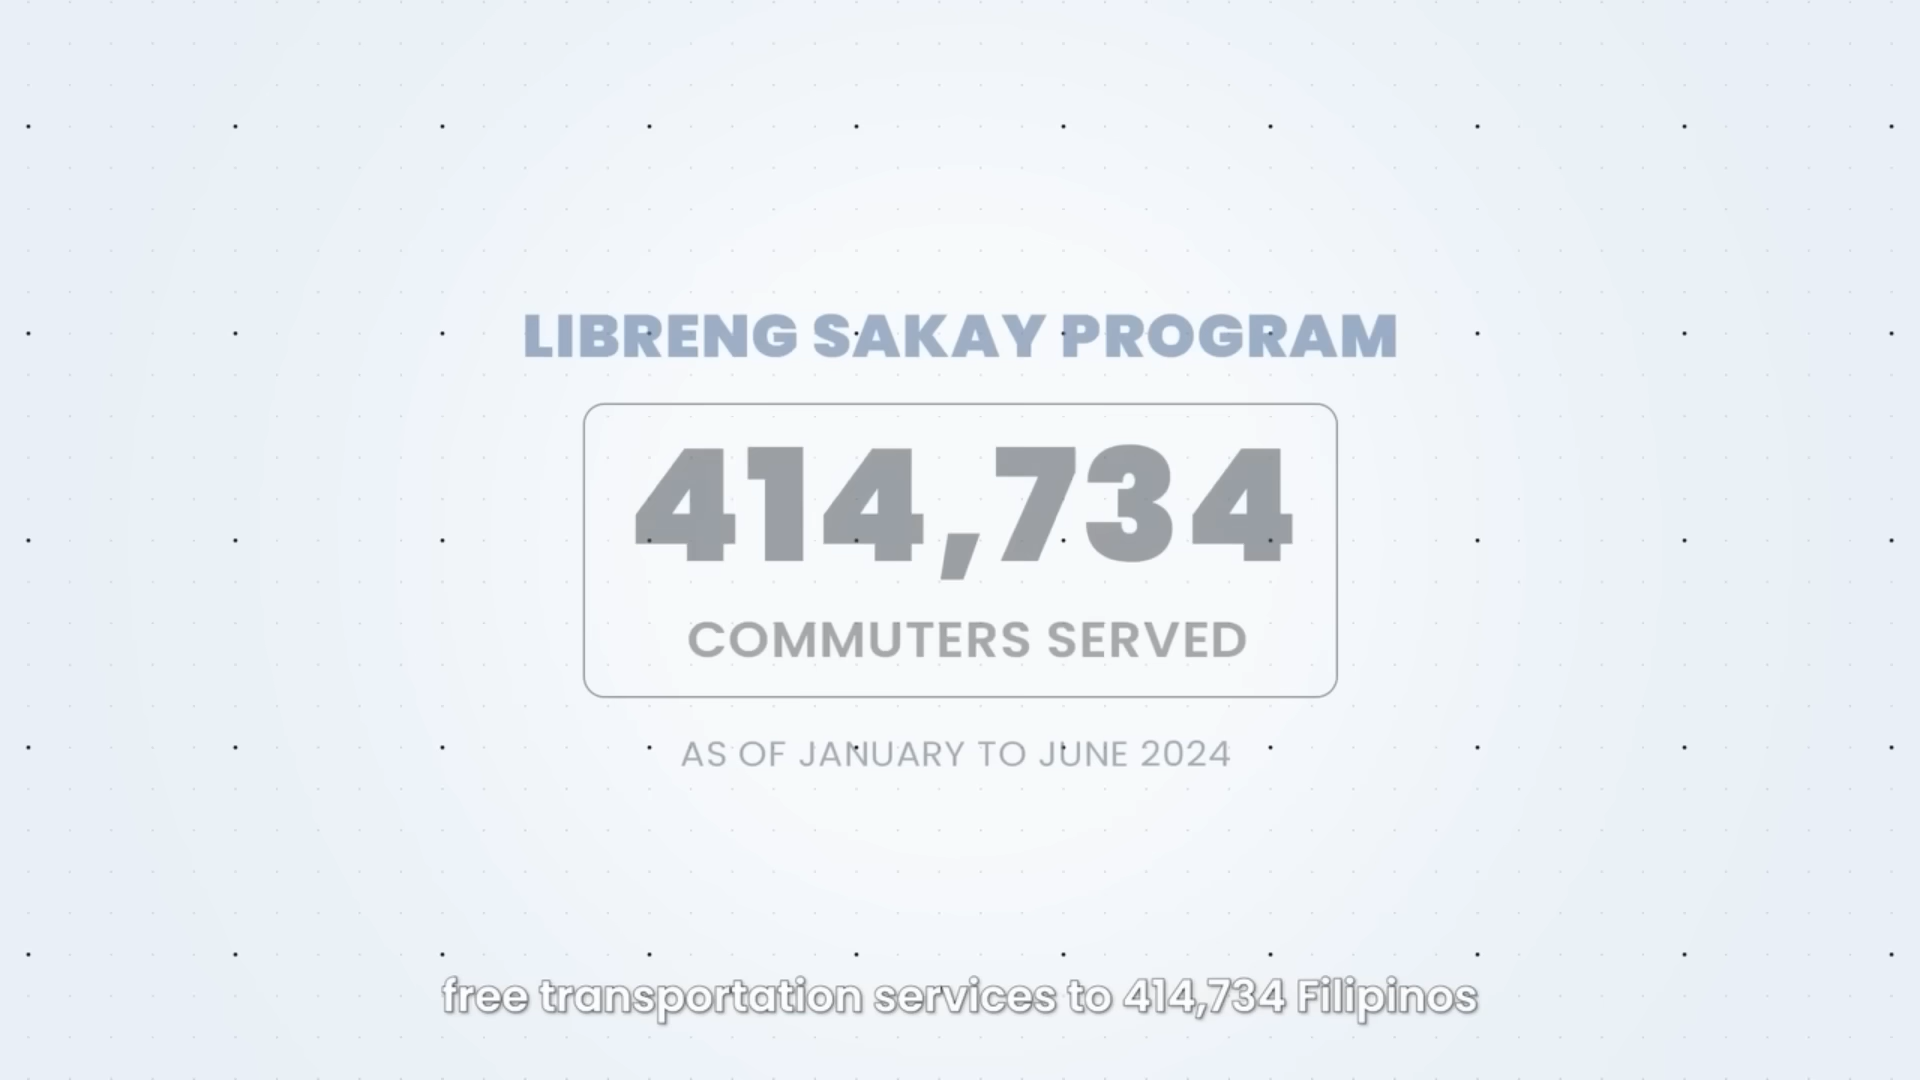 LIBRENG SAKAY PROGRAM
414,734
COMMUTERS SERVED
AS OF JANUARY TO JUNE 2024
free transportation services to 414,734 Filipinos